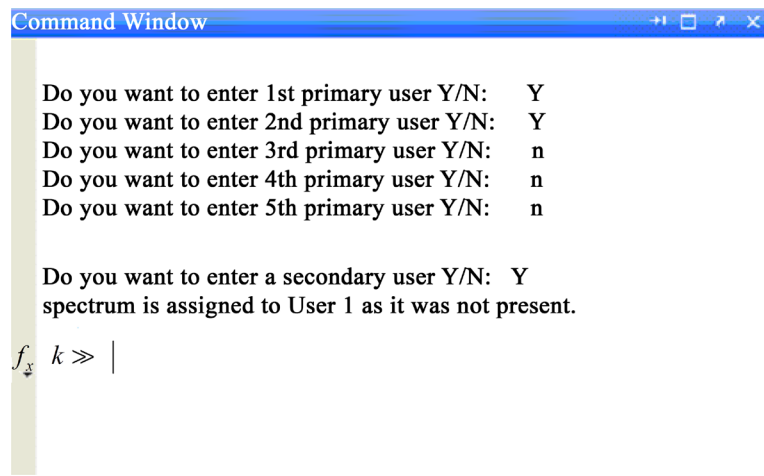 Command Window
Do you want to enter 1st primary user Y/N: Y
Do you want to enter 2nd primary user Y/N: Y
Do you want to enter 3rd primary user Y/N: n
Do you want to enter 4th primary user Y/N: n
Do you want to enter 5th primary user Y/N: n
Do you want to enter a secondary user Y/N: Y
spectrum is assigned to User 1 as it was not present.
fx k >>